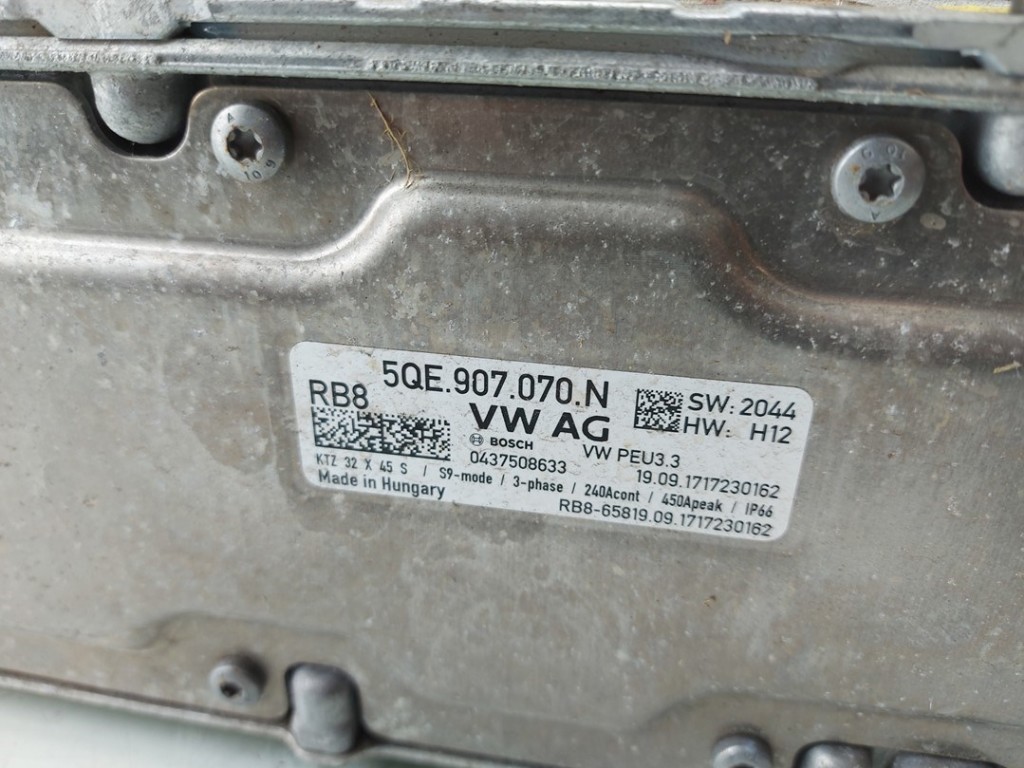 5QE.907.070.N
RB8
VW AG
SW: 2044
HW: H12
BOSCH
VW PEU3.3
0437508633
19.09.1717230162
KTZ 32 X 45 S / S9-mode / 3-phase / 240Acont / 450Apeak / IP66
Made in Hungary
RB8-65819.09.1717230162